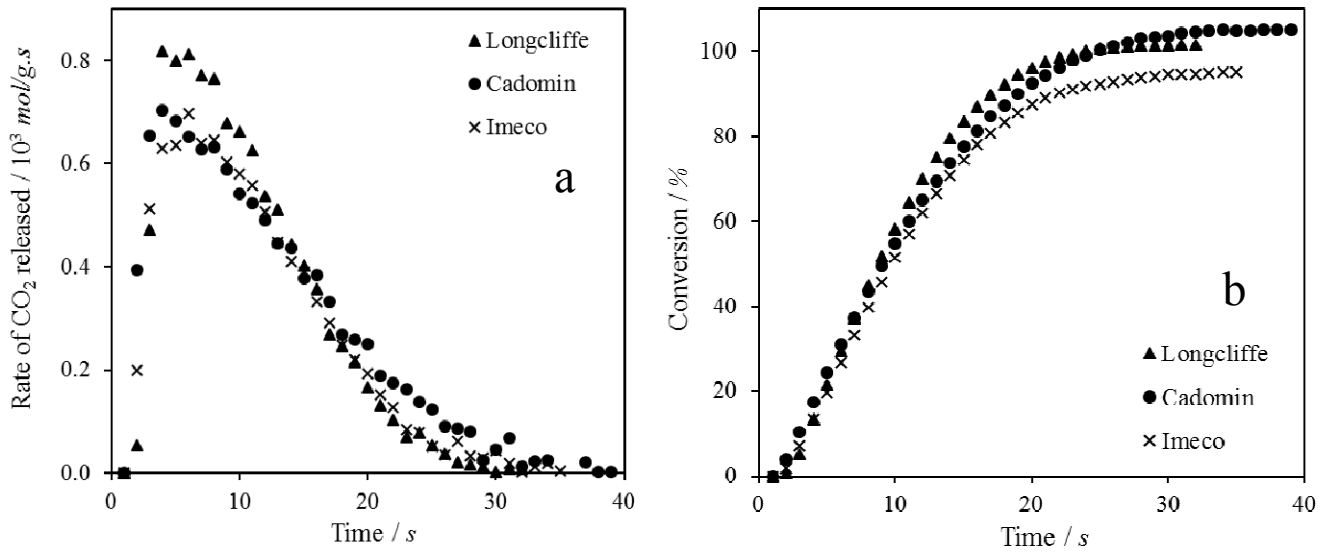 Rate of CO₂ released / 10³ mol/g.s
0.8
0.6
0.4
0.2
0.0
0
10
20
30
40
Time / s
Longcliffe
Cadomin
Imeco
a
Conversion / %
100
80
60
40
20
0
0
10
20
30
40
Time / s
b
Longcliffe
Cadomin
Imeco